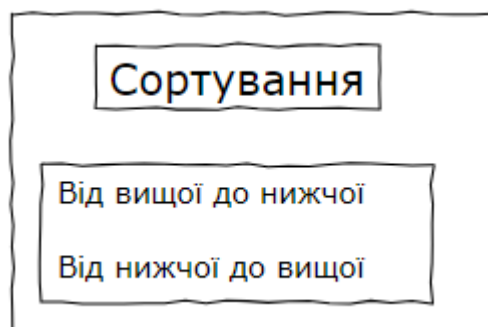 Сортування
Від вищої до нижчої
Від нижчої до вищої